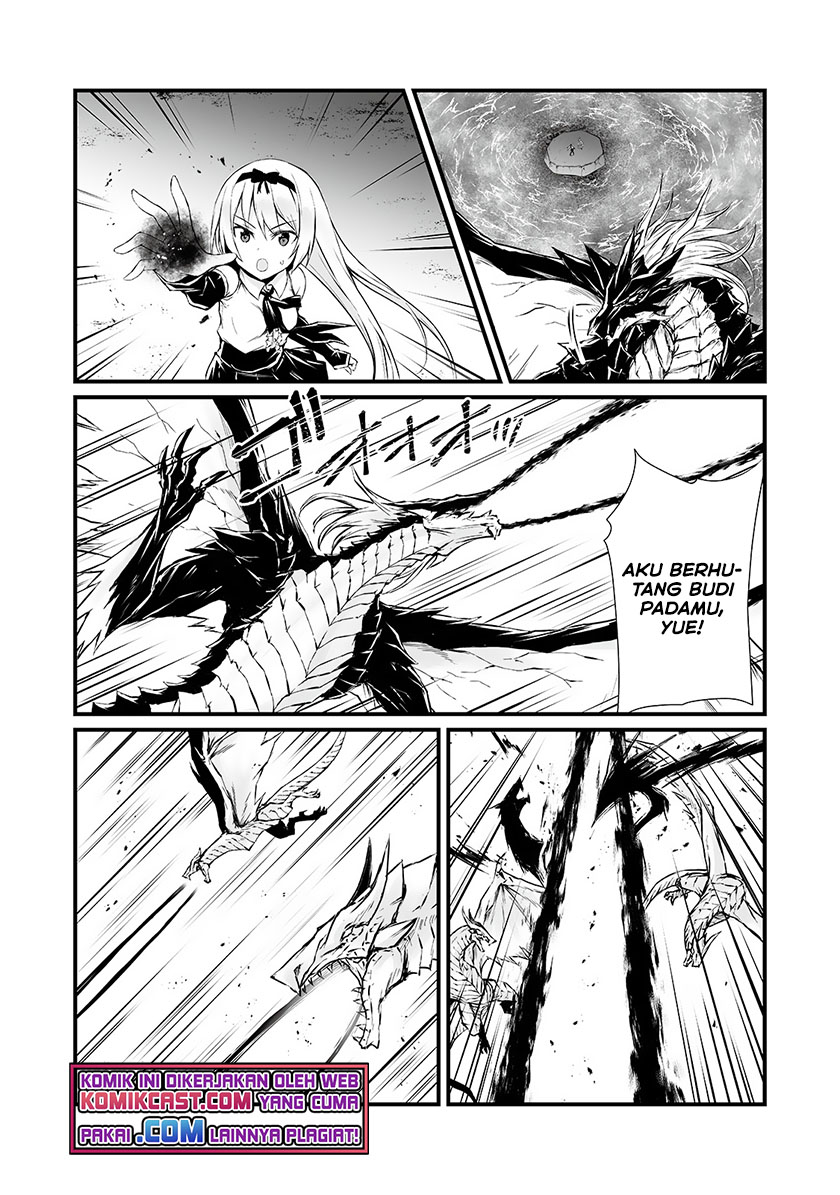 ゴオオオッ
AKU BERHU-
TANG BUDI
PADAMU,
YUE!
KOMIK INI DIKERJAKAN OLEH WEB
KOMIKCAST.COM YANG CUMA
PAKAI .COM LAINNYA PLAGIAT!